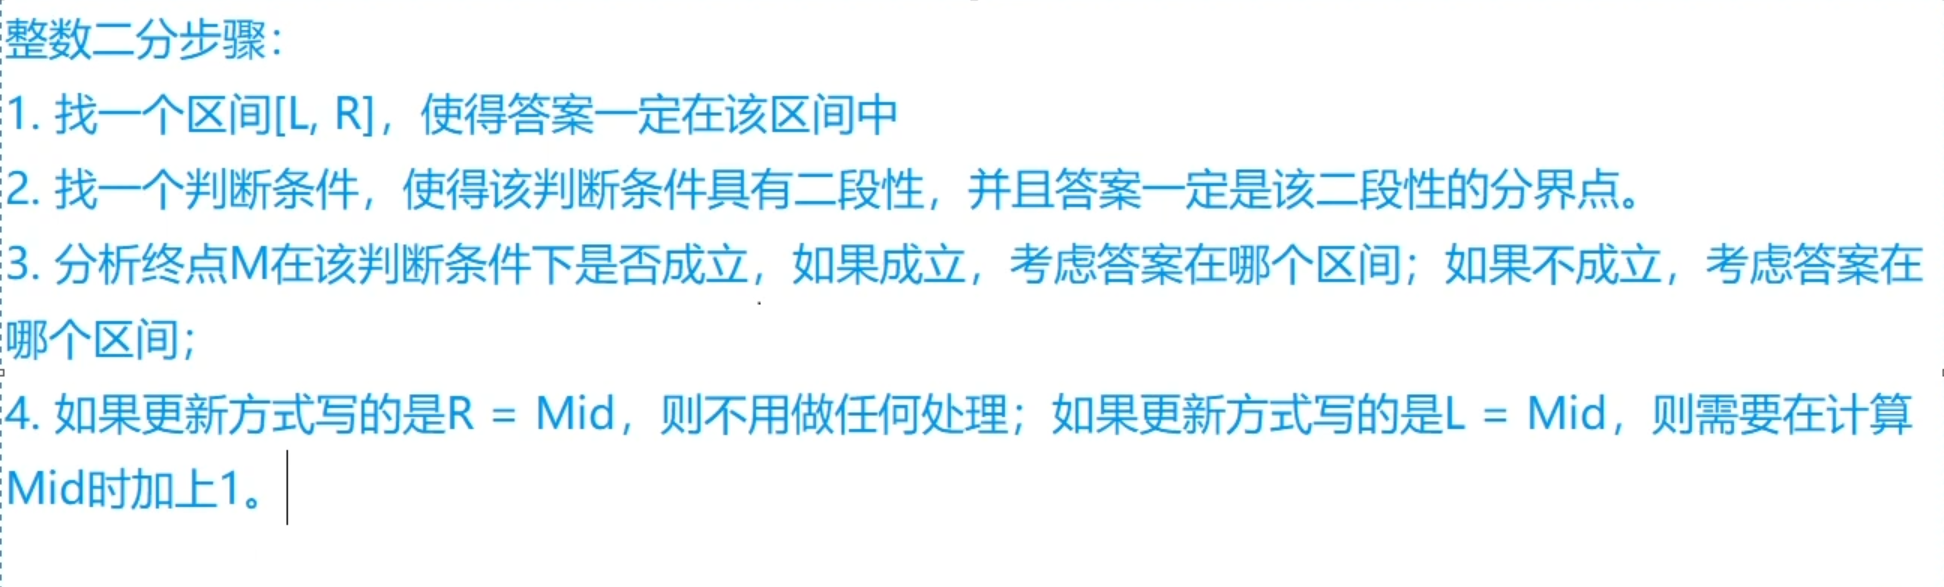 整数二分步骤：
1. 找一个区间[L, R]，使得答案一定在该区间中
2. 找一个判断条件，使得该判断条件具有二段性，并且答案一定是该二段性的分界点。
3. 分析终点M在该判断条件下是否成立，如果成立，考虑答案在哪个区间；如果不成立，考虑答案在
哪个区间；
4. 如果更新方式写的是R = Mid，则不用做任何处理；如果更新方式写的是L = Mid，则需要在计算
Mid时加上1。